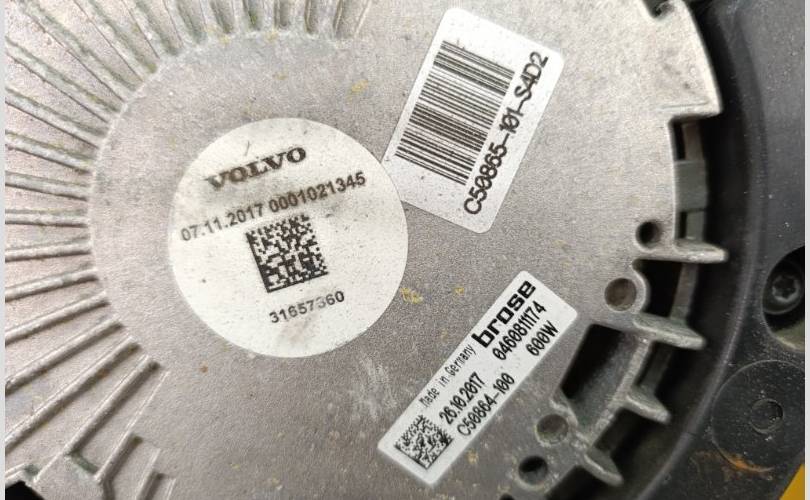 VOLVO
07.11.2017 0001021345
31657360
C50865-101-S4D2
Made in Germany brose
26.10.2017 0460811174
C50864-100 600W